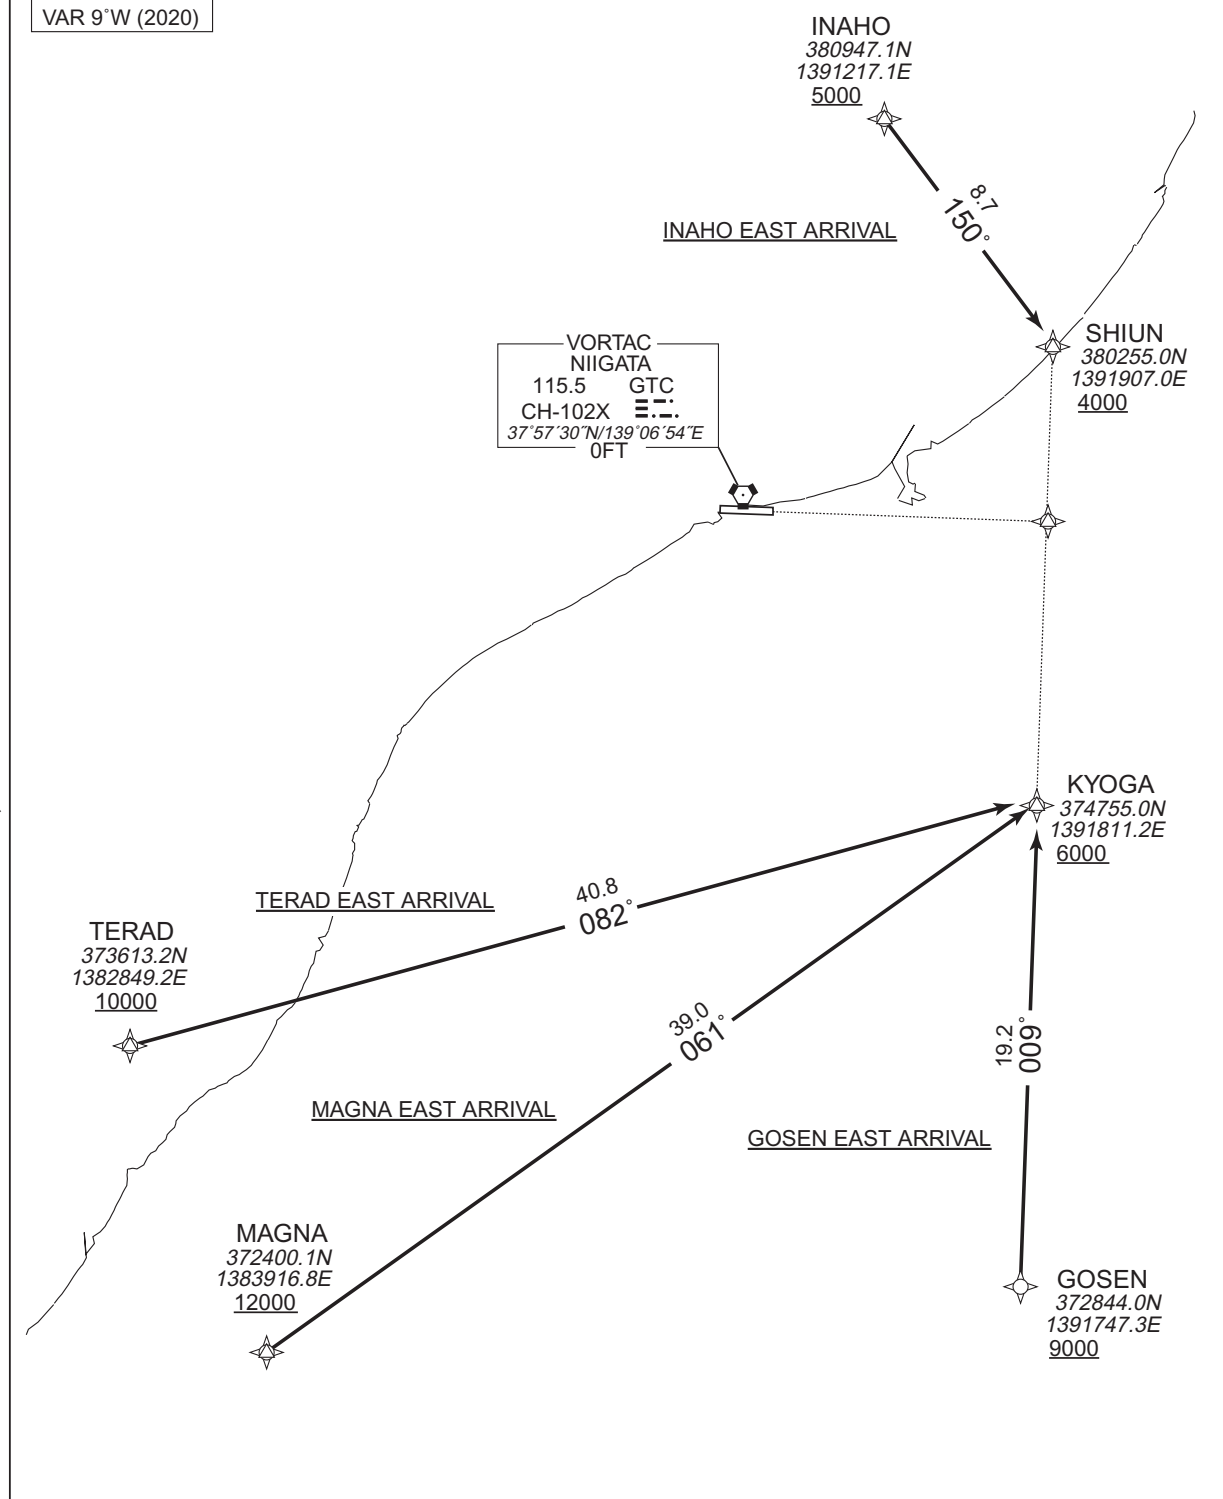 VAR 9°W (2020)
INAHO
380947.1N
1391217.1E
5000
8.7
150°
INAHO EAST ARRIVAL
SHIUN
380255.0N
1391907.0E
4000
VORTAC
NIIGATA
115.5 GTC
CH-102X
37°57′30″N/139°06′54″E
0FT
KYOGA
374755.0N
1391811.2E
6000
TERAD EAST ARRIVAL
40.8
082°
TERAD
373613.2N
1382849.2E
10000
39.0
061°
19.2
009°
MAGNA EAST ARRIVAL
GOSEN EAST ARRIVAL
MAGNA
372400.1N
1383916.8E
12000
GOSEN
372844.0N
1391747.3E
9000